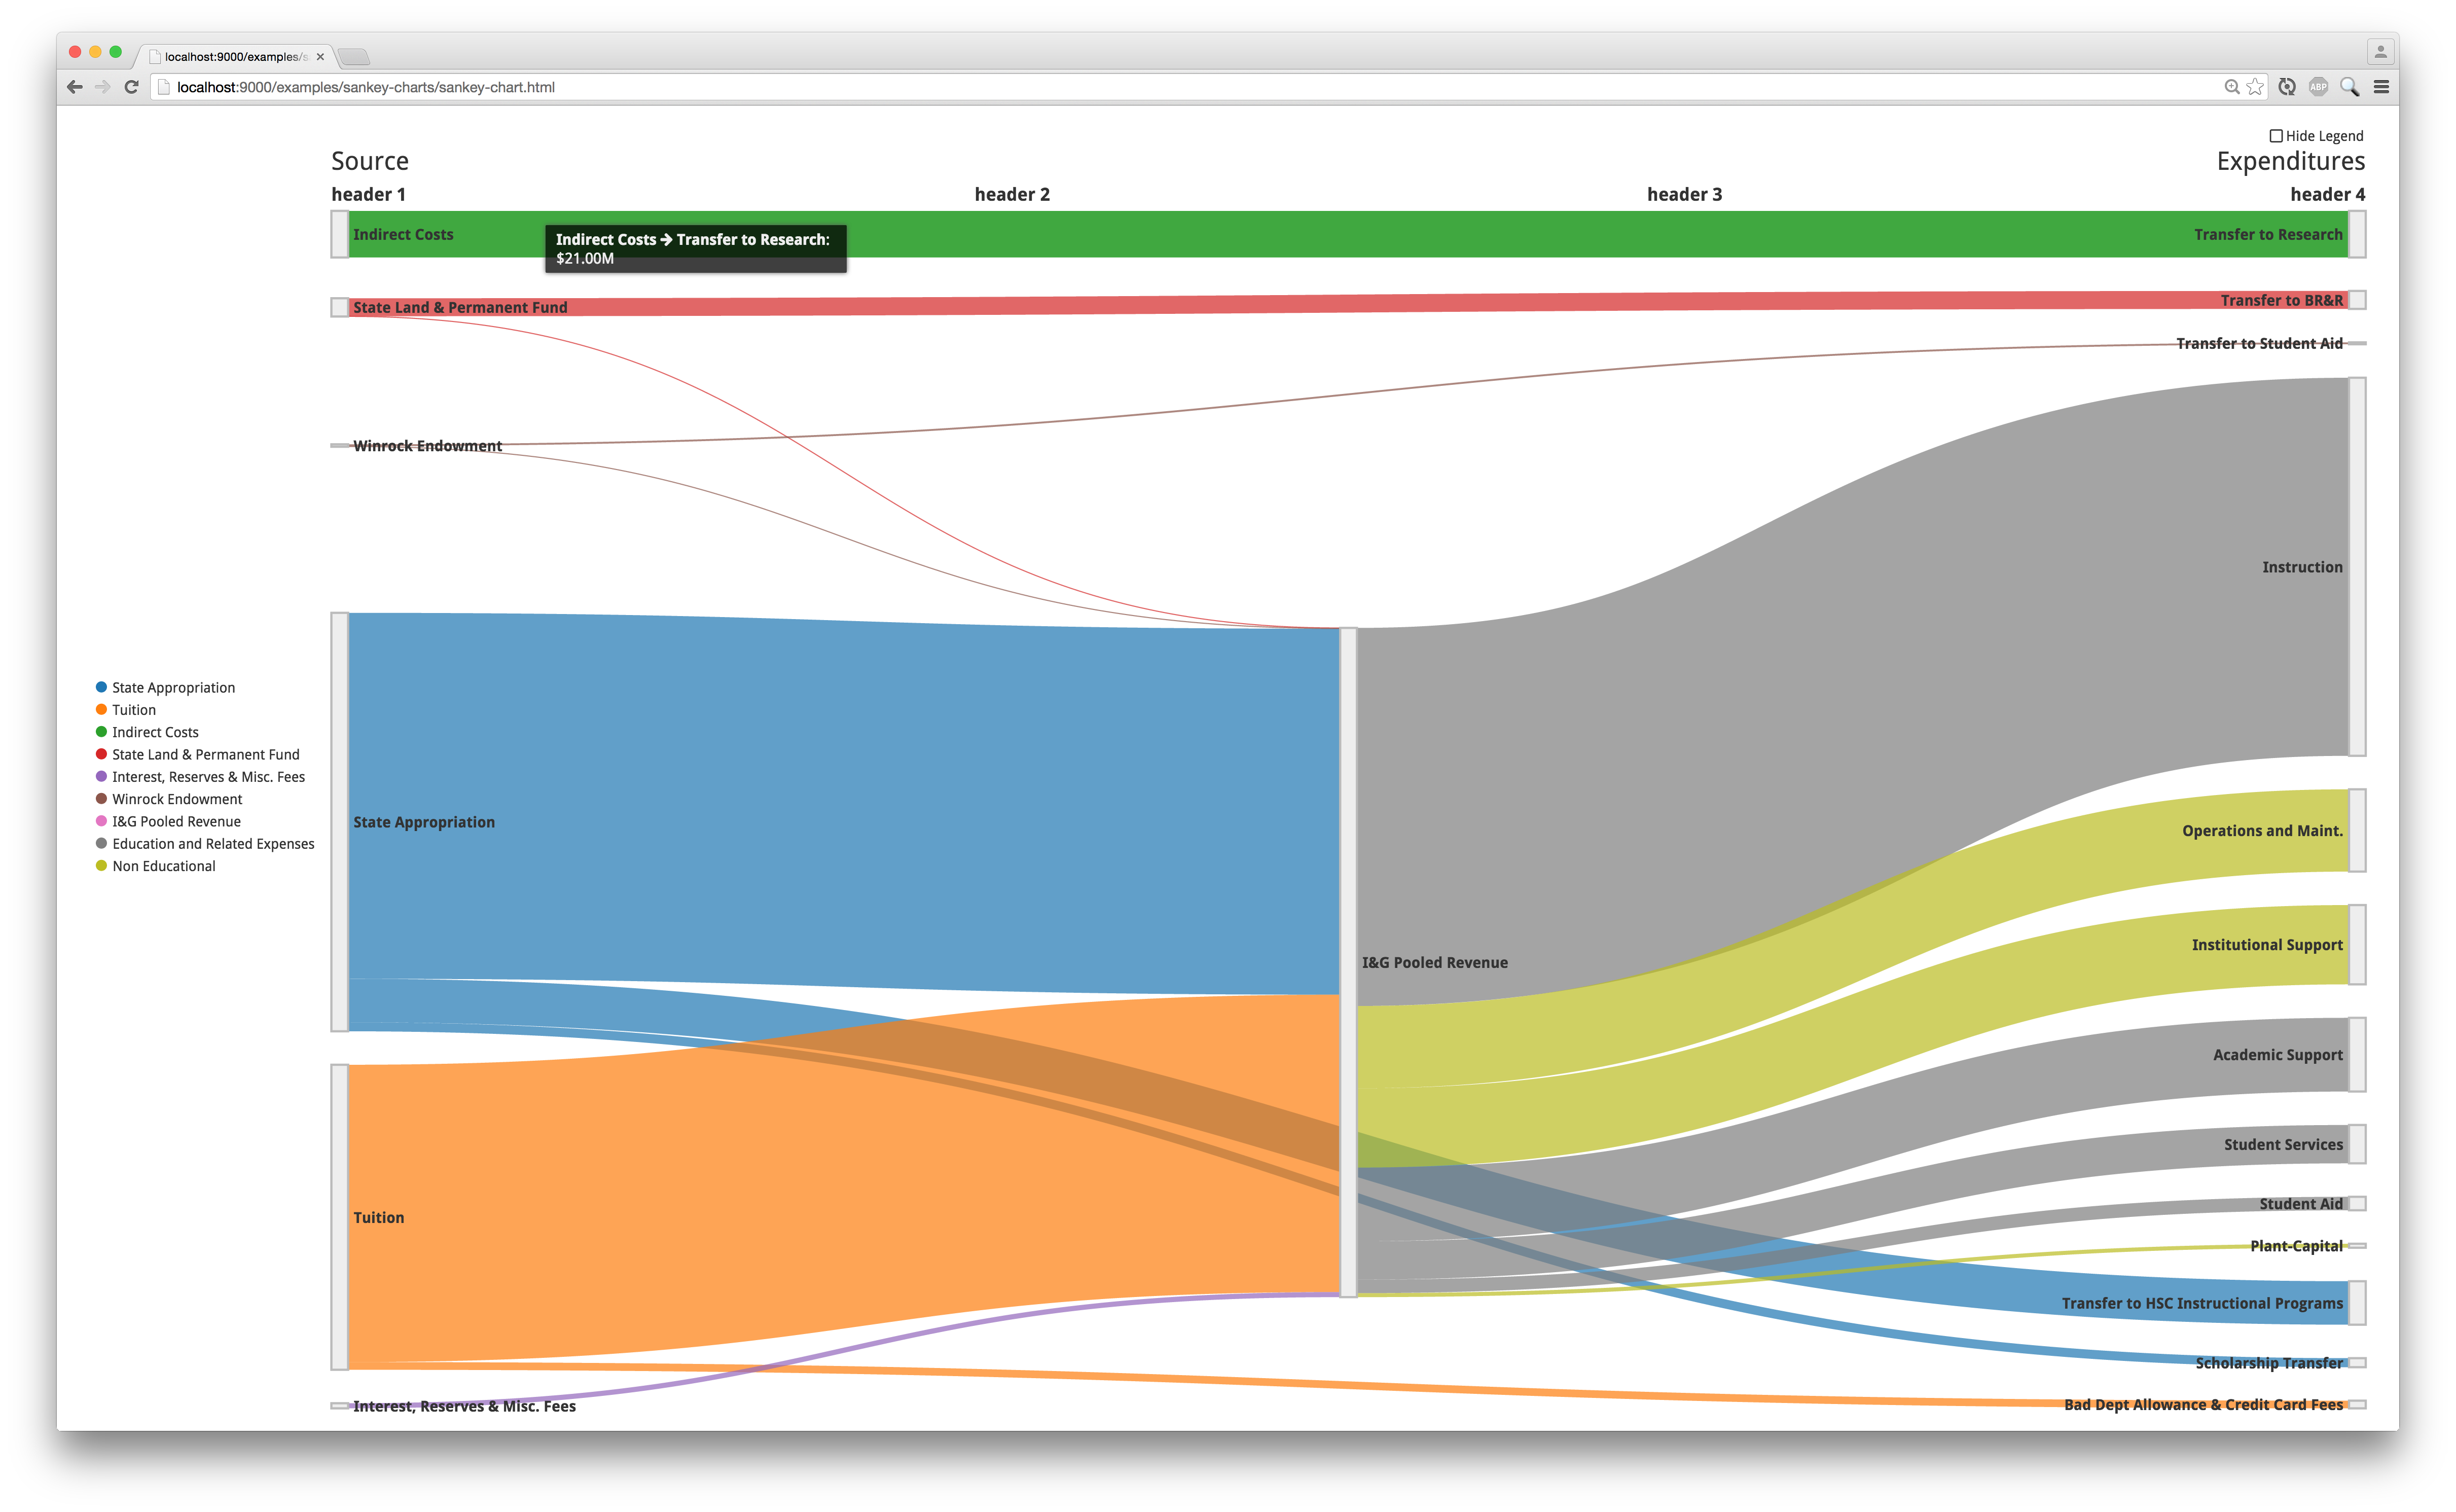 localhost:9000/examples/s
localhost:9000/examples/sankey-charts/sankey-chart.html
ABP
Hide Legend
Source
Expenditures
header 1
header 2
header 3
header 4
Indirect Costs
Indirect Costs → Transfer to Research:
$21.00M
Transfer to Research
State Land & Permanent Fund
Transfer to BR&R
Transfer to Student Aid
Winrock Endowment
Instruction
State Appropriation
Tuition
Indirect Costs
State Land & Permanent Fund
Interest, Reserves & Misc. Fees
Winrock Endowment
I&G Pooled Revenue
Education and Related Expenses
Non Educational
State Appropriation
Operations and Maint.
I&G Pooled Revenue
Institutional Support
Academic Support
Student Services
Tuition
Student Aid
Plant-Capital
Transfer to HSC Instructional Programs
Scholarship Transfer
Interest, Reserves & Misc. Fees
Bad Dept Allowance & Credit Card Fees